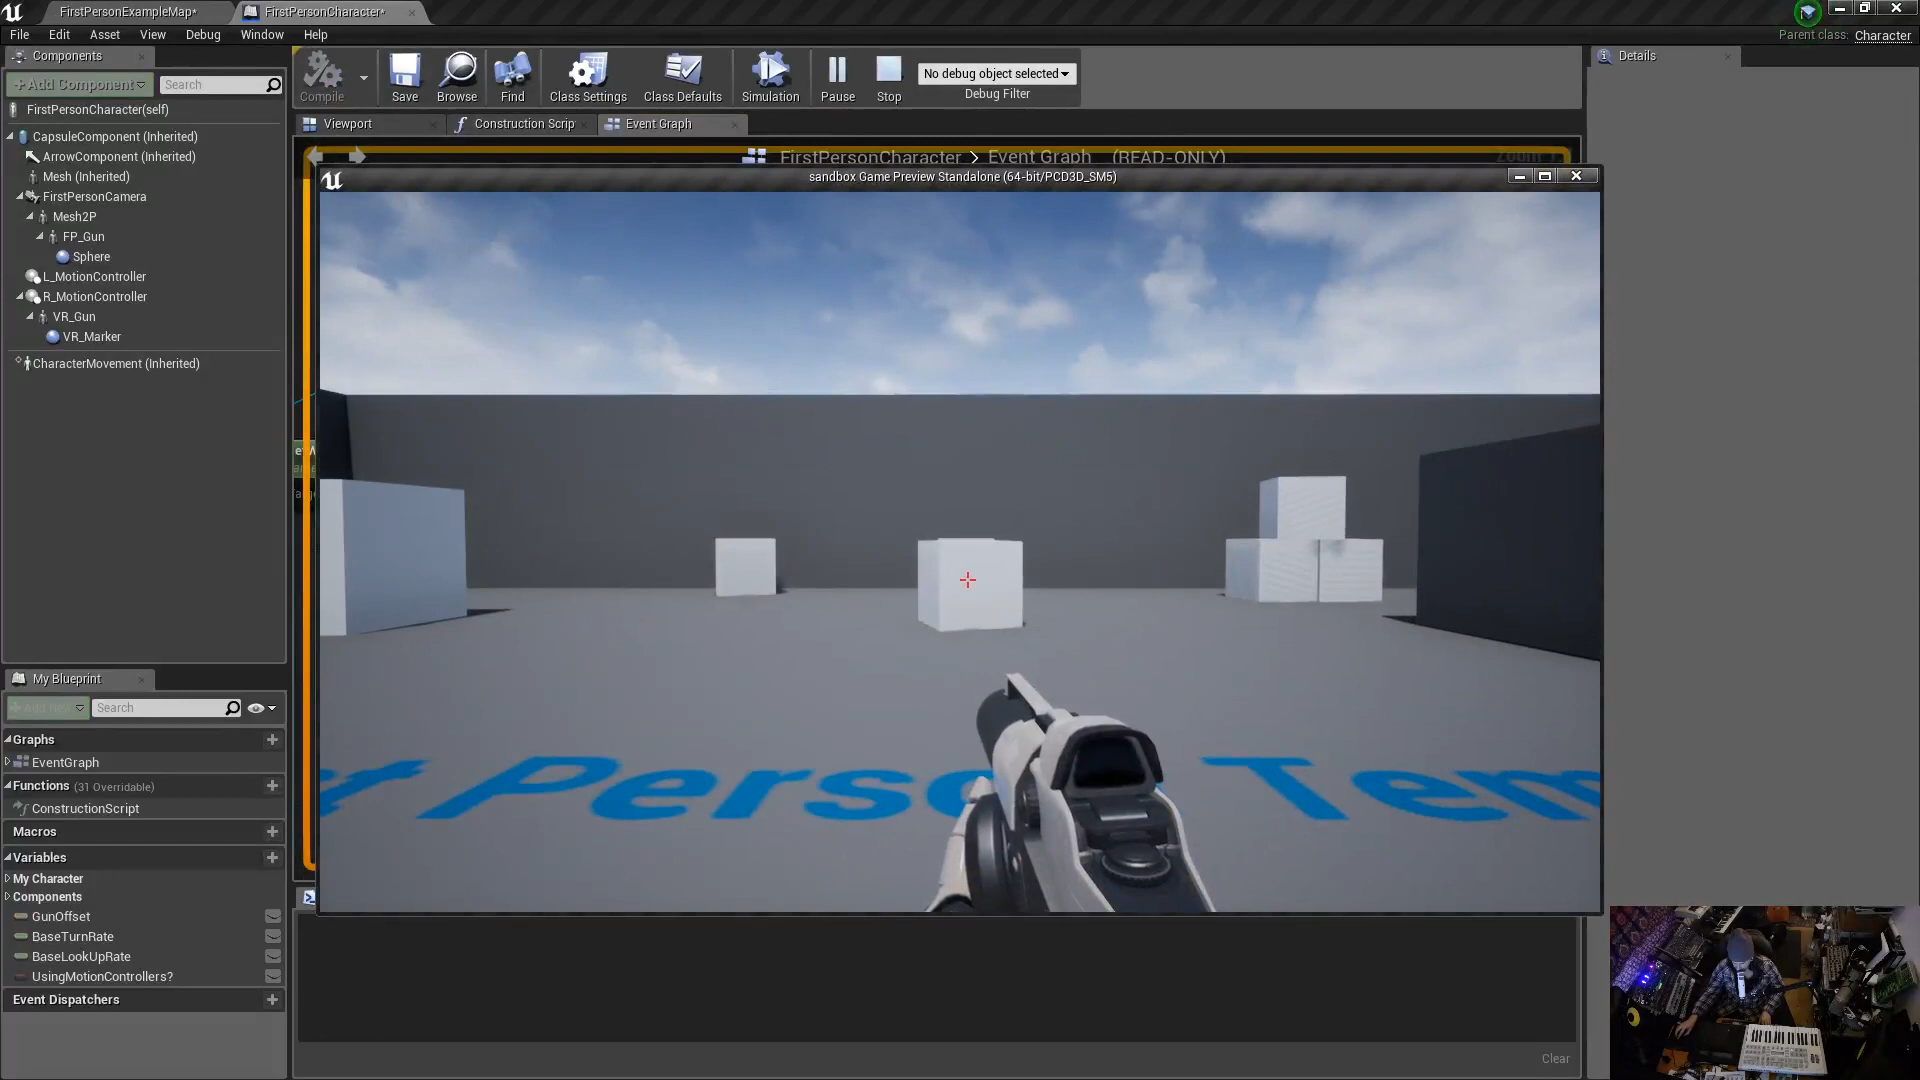 FirstPersonExampleMap*
FirstPersonCharacter*
File Edit Asset View Debug Window Help
Parent class: Character
Components
+Add Component
Search
FirstPersonCharacter(self)
CapsuleComponent (Inherited)
ArrowComponent (Inherited)
Mesh (Inherited)
FirstPersonCamera
Mesh2P
FP_Gun
Sphere
L_MotionController
R_MotionController
VR_Gun
VR_Marker
CharacterMovement (Inherited)
Compile
Save
Browse
Find
Class Settings
Class Defaults
Simulation
Pause
Stop
No debug object selected
Debug Filter
Details
Viewport
Construction Scrip
Event Graph
FirstPersonCharacter > Event Graph (READ-ONLY)
sandbox Game Preview Standalone (64-bit/PCD3D_SM5)
t Perso Tem
My Blueprint
Search
Graphs
EventGraph
Functions (31 Overridable)
ConstructionScript
Macros
Variables
My Character
Components
GunOffset
BaseTurnRate
BaseLookUpRate
UsingMotionControllers?
Event Dispatchers
Clear